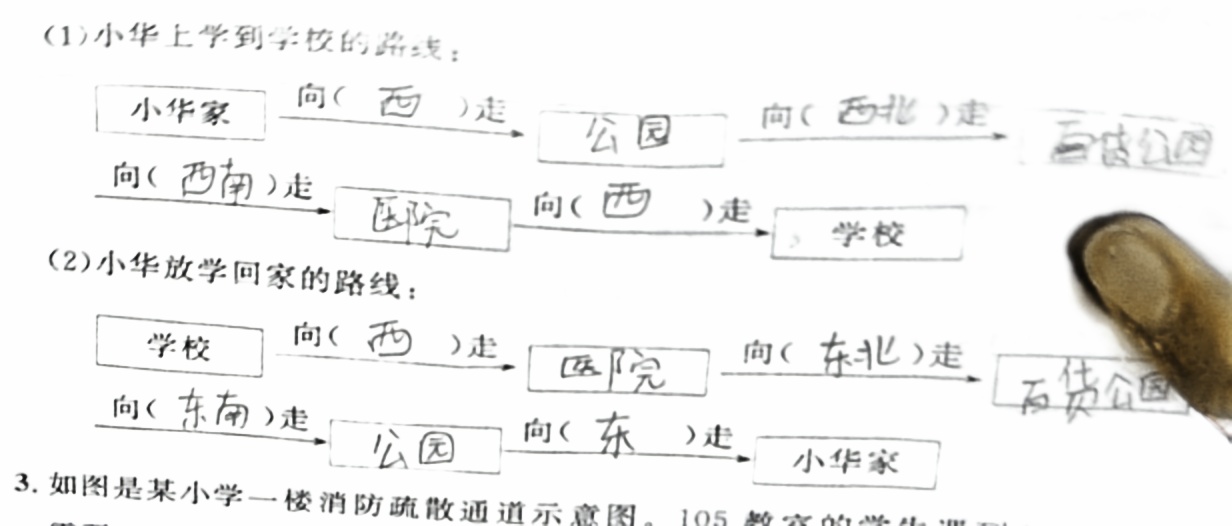 (1)小华上学到学校的路线：
小华家 向( 西 )走 公园 向( 西北 )走 百货公园
向( 西南 )走 医院 向( 西 )走 学校
(2)小华放学回家的路线：
学校 向( 西 )走 医院 向( 东北 )走 百货公园
向( 东南 )走 公园 向( 东 )走 小华家
3. 如图是某小学一楼消防疏散通道示意图。105 教室的学生